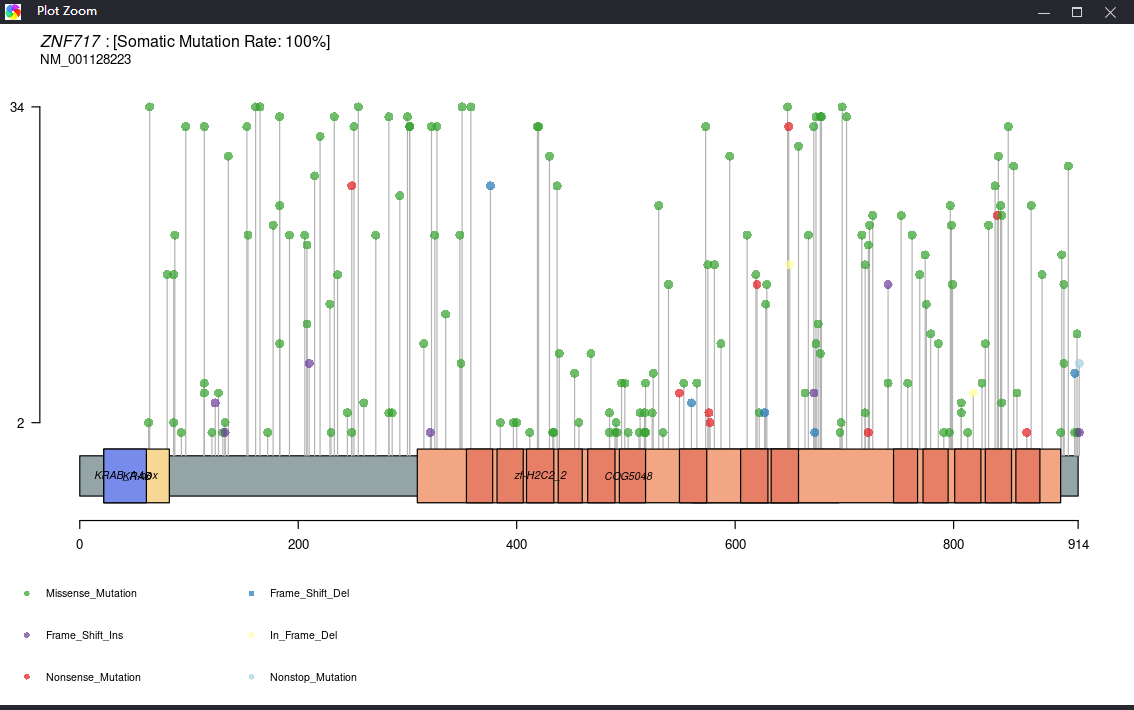 Plot Zoom
ZNF717 : [Somatic Mutation Rate: 100%]
NM_001128223
34
2
KRAB_A-box
KRAB
zf-H2C2_2
COG5048
0
200
400
600
800
914
Missense_Mutation
Frame_Shift_Del
Frame_Shift_Ins
In_Frame_Del
Nonsense_Mutation
Nonstop_Mutation